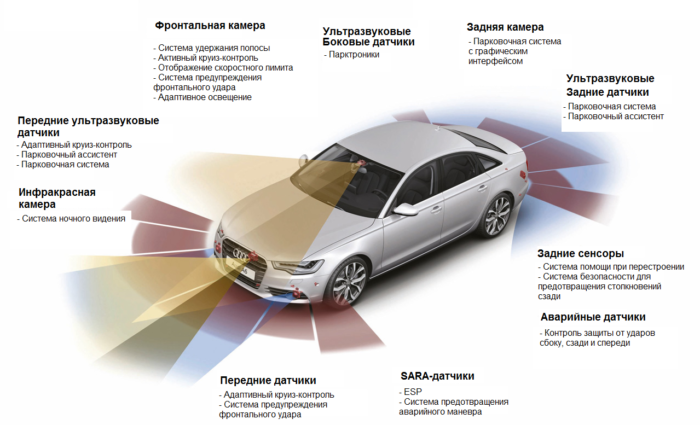 Фронтальная камера
- Система удержания полосы
- Активный круиз-контроль
- Отображение скоростного лимита
- Система предупреждения
фронтального удара
- Адаптивное освещение
Ультразвуковые
Боковые датчики
- Парктроники
Задняя камера
- Парковочная система
с графическим
интерфейсом
Ультразвуковые
Задние датчики
- Парковочная система
- Парковочный ассистент
Передние ультразвуковые
датчики
- Адаптивный круиз-контроль
- Парковочный ассистент
- Парковочная система
Инфракрасная
камера
- Система ночного видения
Задние сенсоры
- Система помощи при перестроении
- Система безопасности для
предотвращения столкновений
сзади
Аварийные датчики
- Контроль защиты от ударов
сбоку, сзади и спереди
Передние датчики
- Адаптивный круиз-контроль
- Система предупреждения
фронтального удара
SARA-датчики
- ESP
- Система предотвращения
аварийного маневра